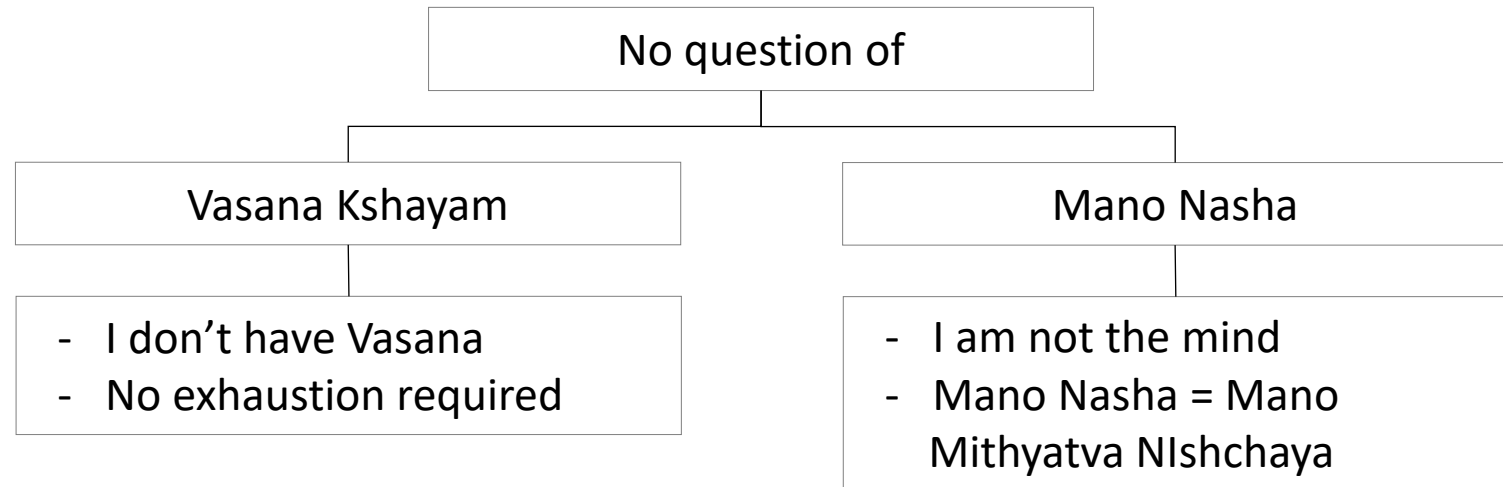 No question of
Vasana Kshayam
Mano Nasha
- I don’t have Vasana
- No exhaustion required
- I am not the mind
- Mano Nasha = Mano
Mithyatva NIshchaya